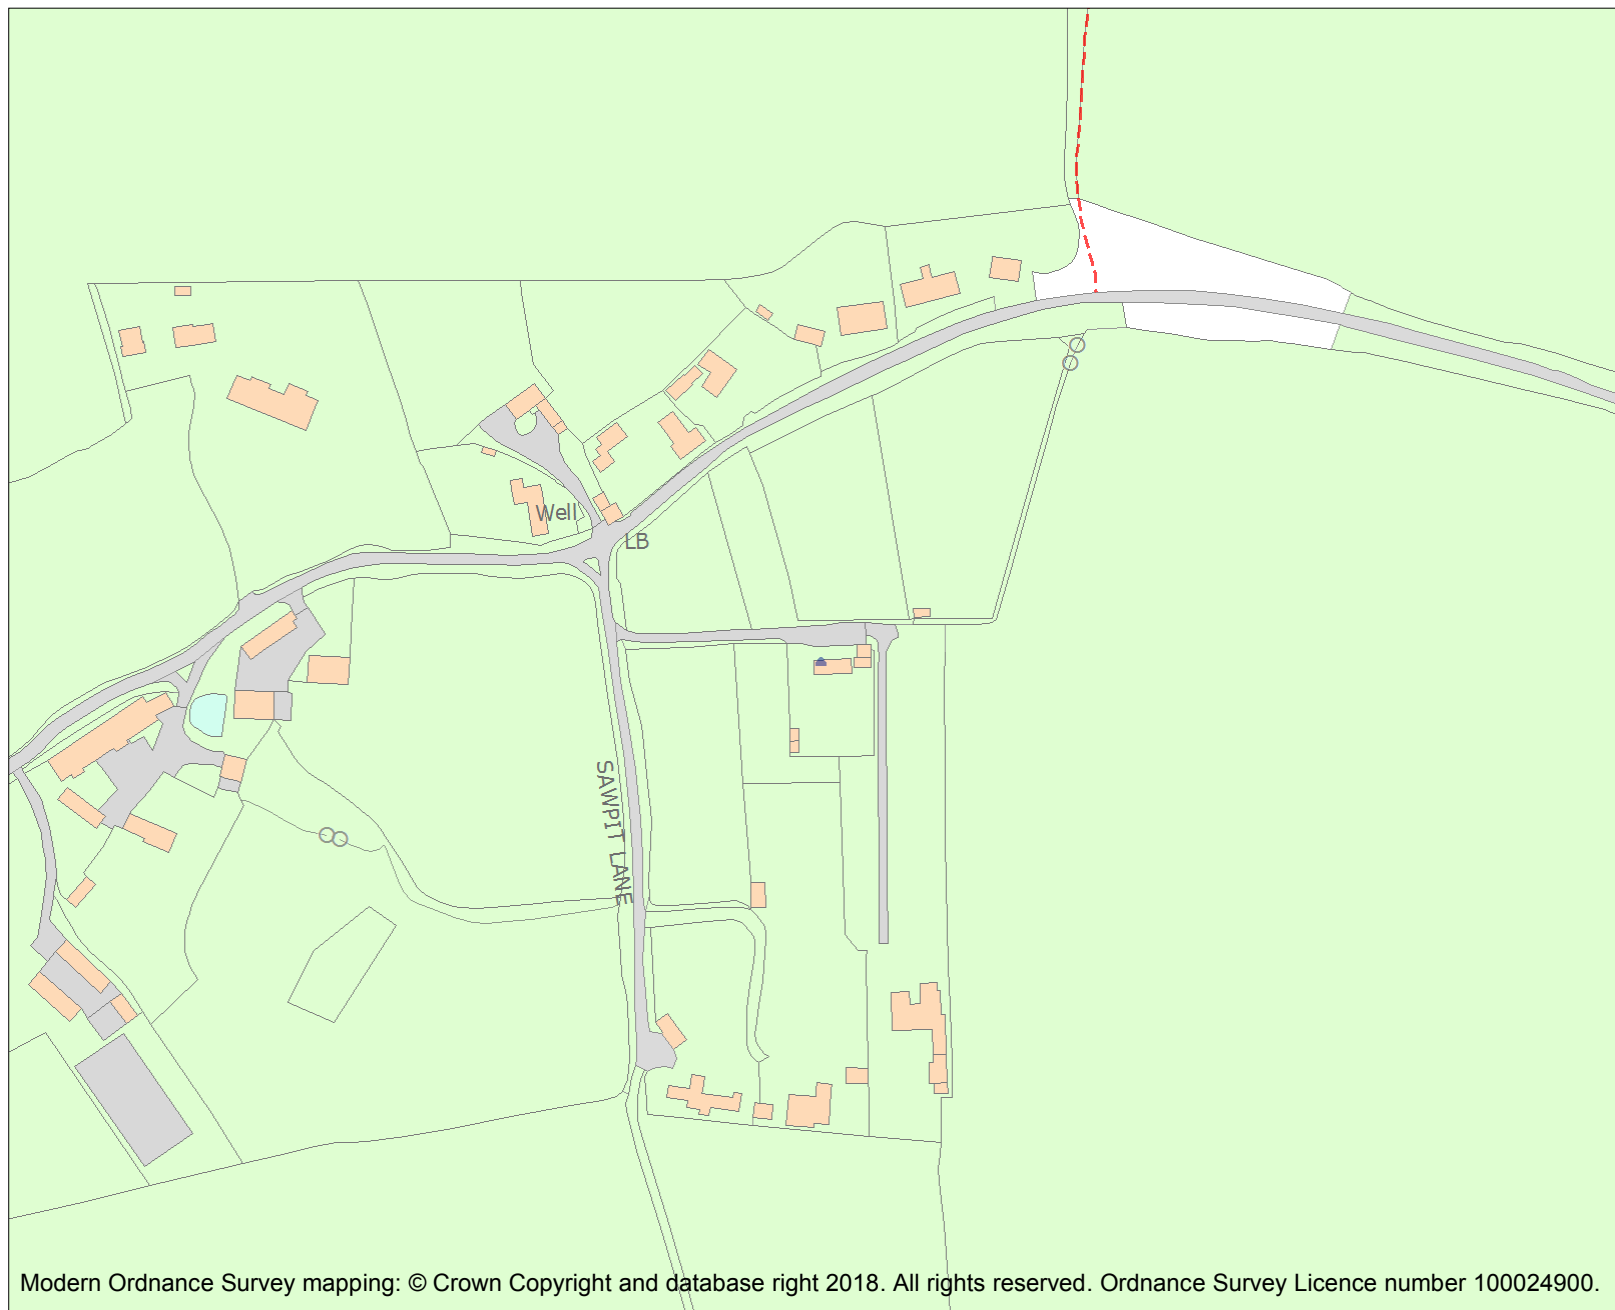 Well
LB
SAWPIT LANE
Modern Ordnance Survey mapping: © Crown Copyright and database right 2018. All rights reserved. Ordnance Survey Licence number 100024900.